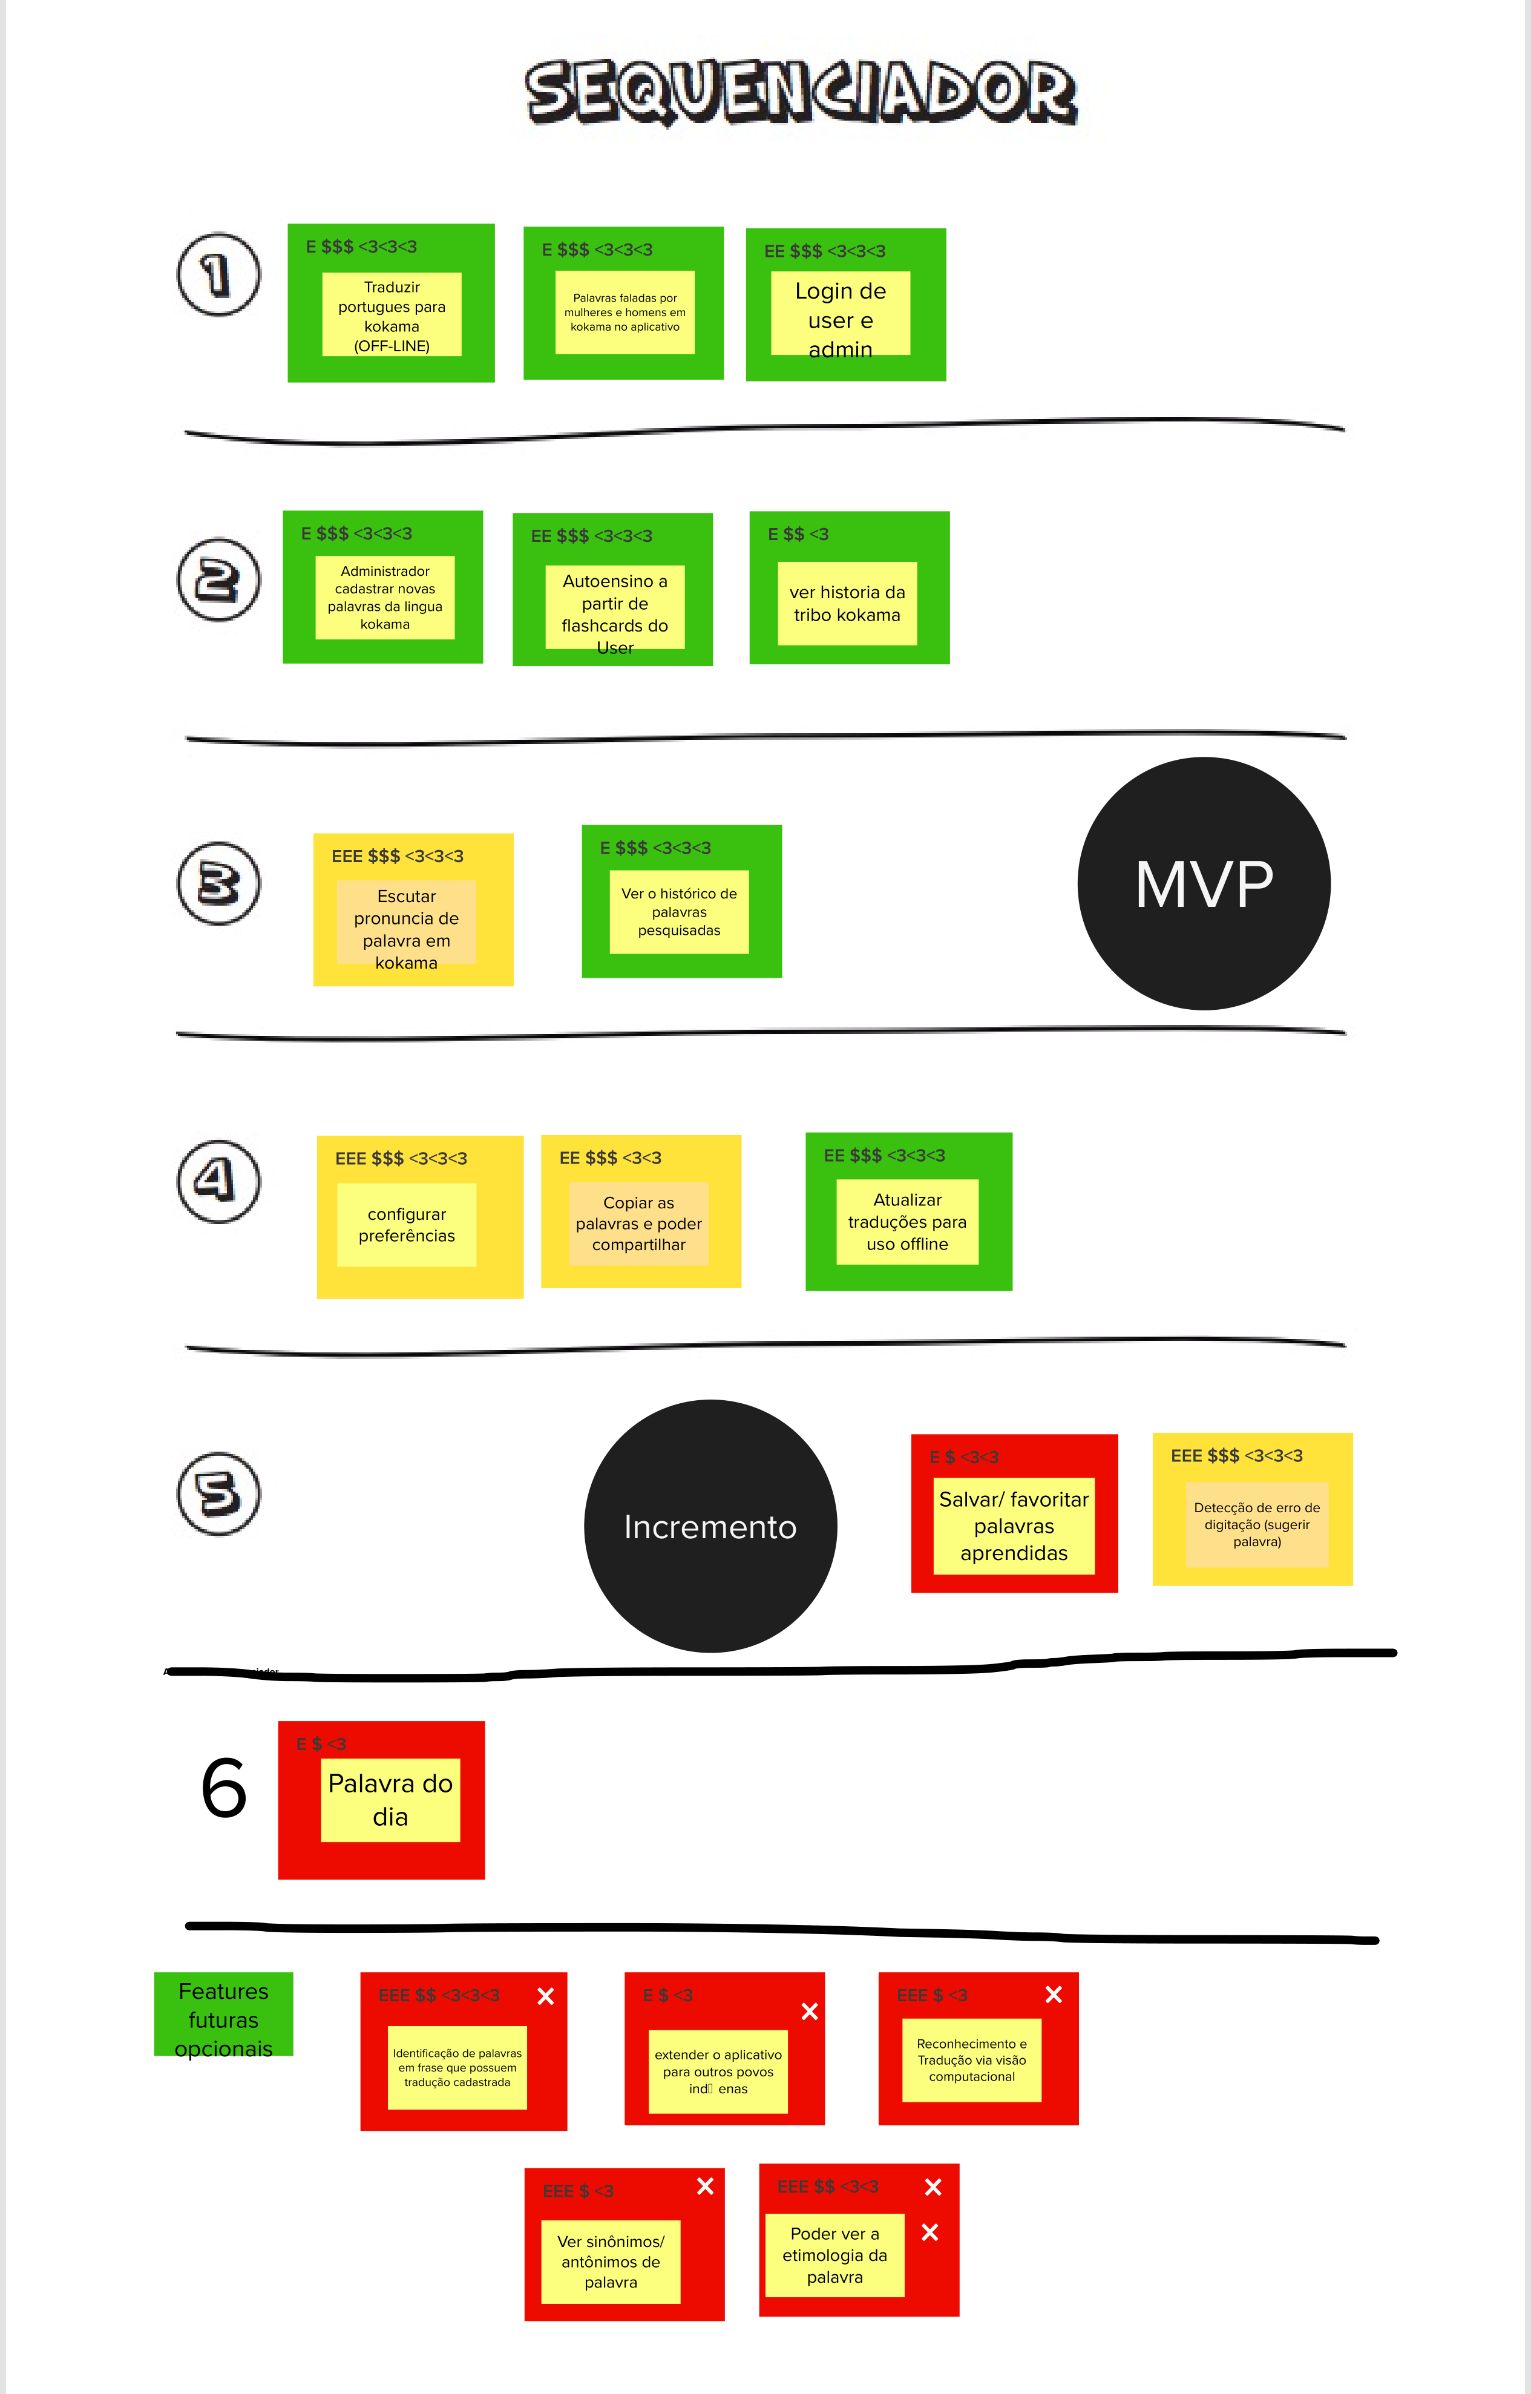 SEQUENCIADOR
1
E $$$ <3<3<3
Traduzir
portugues para
kokama
(OFF-LINE)
E $$$ <3<3<3
Palavras faladas por
mulheres e homens em
kokama no aplicativo
EE $$$ <3<3<3
Login de
user e
admin
2
E $$$ <3<3<3
Administrador
cadastrar novas
palavras da lingua
kokama
EE $$$ <3<3<3
Autoensino a
partir de
flashcards do
User
E $$ <3
ver historia da
tribo kokama
3
EEE $$$ <3<3<3
Escutar
pronuncia de
palavra em
kokama
E $$$ <3<3<3
Ver o histórico de
palavras
pesquisadas
MVP
4
EEE $$$ <3<3<3
configurar
preferências
EE $$$ <3<3
Copiar as
palavras e poder
compartilhar
EE $$$ <3<3<3
Atualizar
traduções para
uso offline
5
Incremento
E $ <3<3
Salvar/ favoritar
palavras
aprendidas
EEE $$$ <3<3<3
Detecção de erro de
digitação (sugerir
palavra)
6
E $ <3
Palavra do
dia
Features
futuras
opcionais
EEE $$ <3<3<3
Identificação de palavras
em frase que possuem
tradução cadastrada
E $ <3
extender o aplicativo
para outros povos
ind▯ enas
EEE $ <3
Reconhecimento e
Tradução via visão
computacional
EEE $ <3
Ver sinônimos/
antônimos de
palavra
EEE $$ <3<3
Poder ver a
etimologia da
palavra